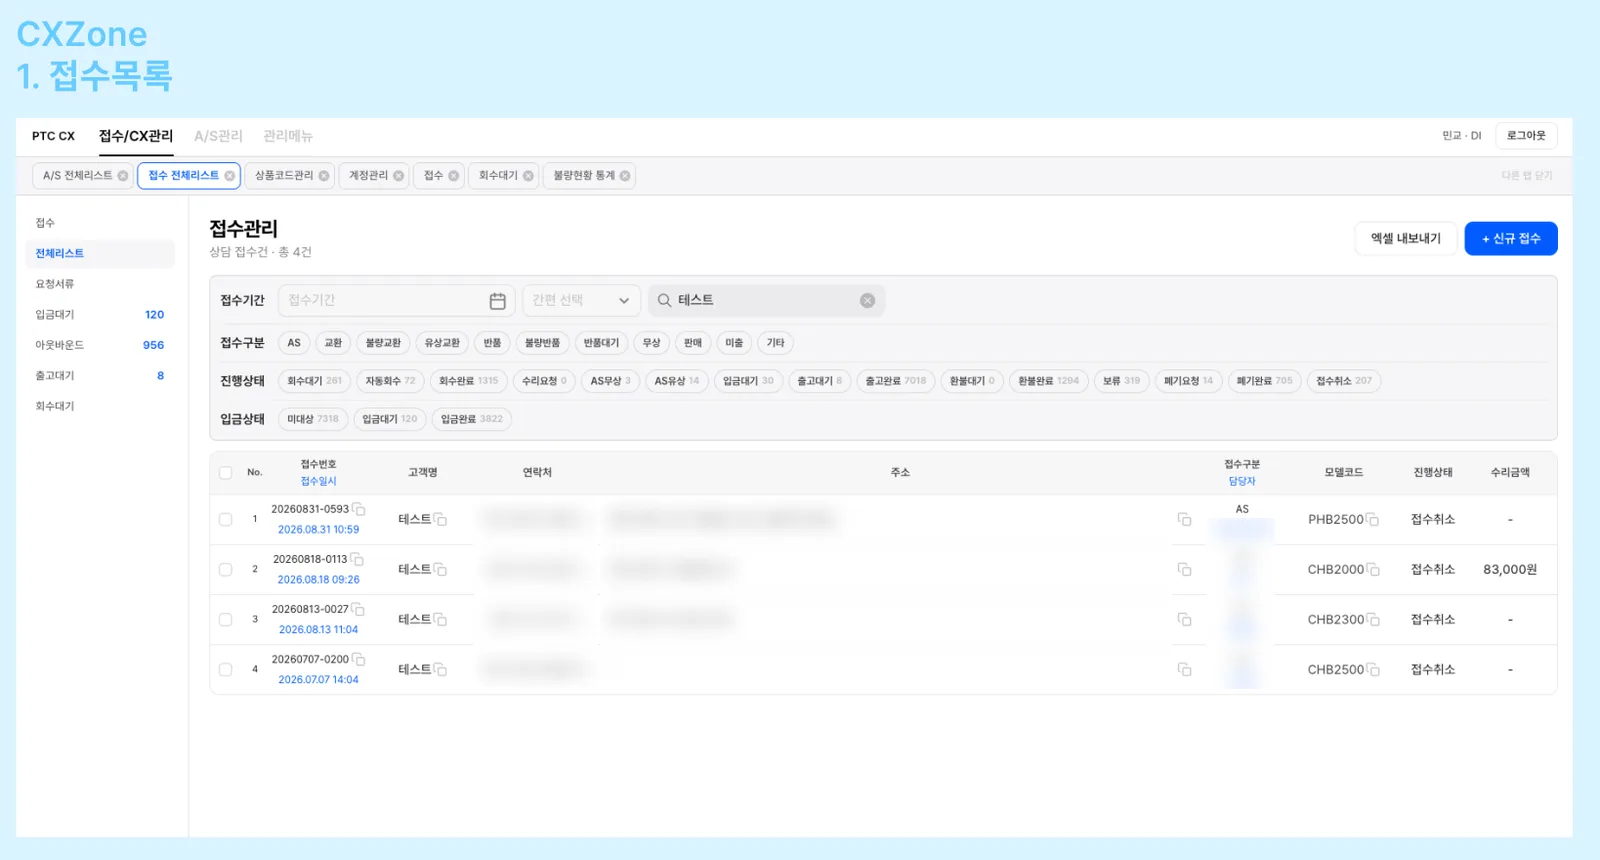 CXZone
1. 접수목록
PTC CX 접수/CX관리 A/S관리 관리메뉴 민교 · DI 로그아웃
A/S 전체리스트 접수 전체리스트 상품코드관리 계정관리 접수 회수대기 불량현황 통계 다른 탭 닫기
접수
전체리스트
요청서류
입금대기 120
아웃바운드 956
출고대기 8
회수대기
접수관리
상담 접수건 · 총 4건
엑셀 내보내기 + 신규 접수
접수기간 접수기간 간편 선택 테스트
접수구분 AS 교환 불량교환 유상교환 반품 불량반품 반품대기 무상 판매 미출 기타
진행상태 회수대기 261 자동회수 72 회수완료 1315 수리요청 0 AS무상 3 AS유상 14 입금대기 30 출고대기 8 출고완료 7018 환불대기 0 환불완료 1294 보류 319 폐기요청 14 폐기완료 705 접수취소 207
입금상태 미대상 7318 입금대기 120 입금완료 3822
No. 접수번호 고객명 연락처 주소 접수구분 모델코드 진행상태 수리금액
접수일시 담당자
1 20260831-0593 테스트 AS PHB2500 접수취소 -
2026.08.31 10:59
2 20260818-0113 테스트 CHB2000 접수취소 83,000원
2026.08.18 09:26
3 20260813-0027 테스트 CHB2300 접수취소 -
2026.08.13 11:04
4 20260707-0200 테스트 CHB2500 접수취소 -
2026.07.07 14:04